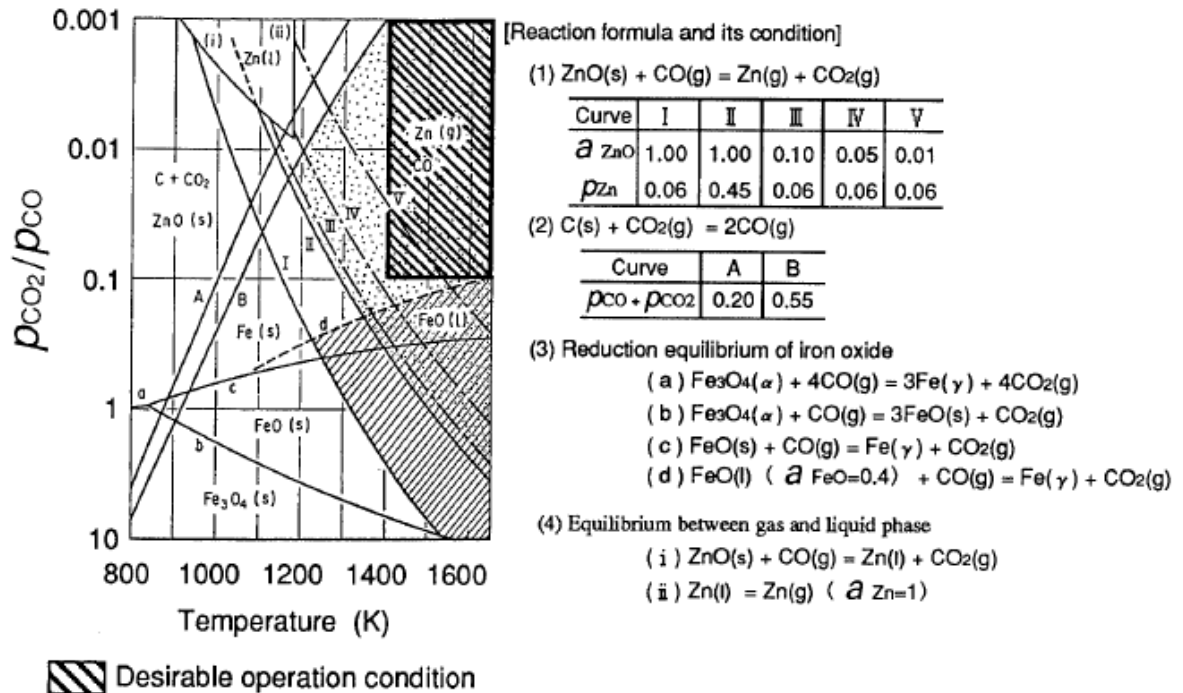 0.001
0.01
0.1
1
10
pCO2/pCO
800 1000 1200 1400 1600
Temperature (K)
(i)
(ii)
Zn(l)
Zn (g)
CO
C + CO2
ZnO (s)
A
B
I
II
III
IV
V
Fe (s)
d
FeO(l)
a
c
FeO (s)
b
Fe3O4 (s)
Desirable operation condition
[Reaction formula and its condition]
(1) ZnO(s) + CO(g) = Zn(g) + CO2(g)
Curve I II III IV V
a ZnO 1.00 1.00 0.10 0.05 0.01
pZn 0.06 0.45 0.06 0.06 0.06
(2) C(s) + CO2(g) = 2CO(g)
Curve A B
pCO + pCO2 0.20 0.55
(3) Reduction equilibrium of iron oxide
(a) Fe3O4(α) + 4CO(g) = 3Fe(γ) + 4CO2(g)
(b) Fe3O4(α) + CO(g) = 3FeO(s) + CO2(g)
(c) FeO(s) + CO(g) = Fe(γ) + CO2(g)
(d) FeO(l) ( a FeO=0.4) + CO(g) = Fe(γ) + CO2(g)
(4) Equilibrium between gas and liquid phase
(i) ZnO(s) + CO(g) = Zn(l) + CO2(g)
(ii) Zn(l) = Zn(g) ( a Zn=1)